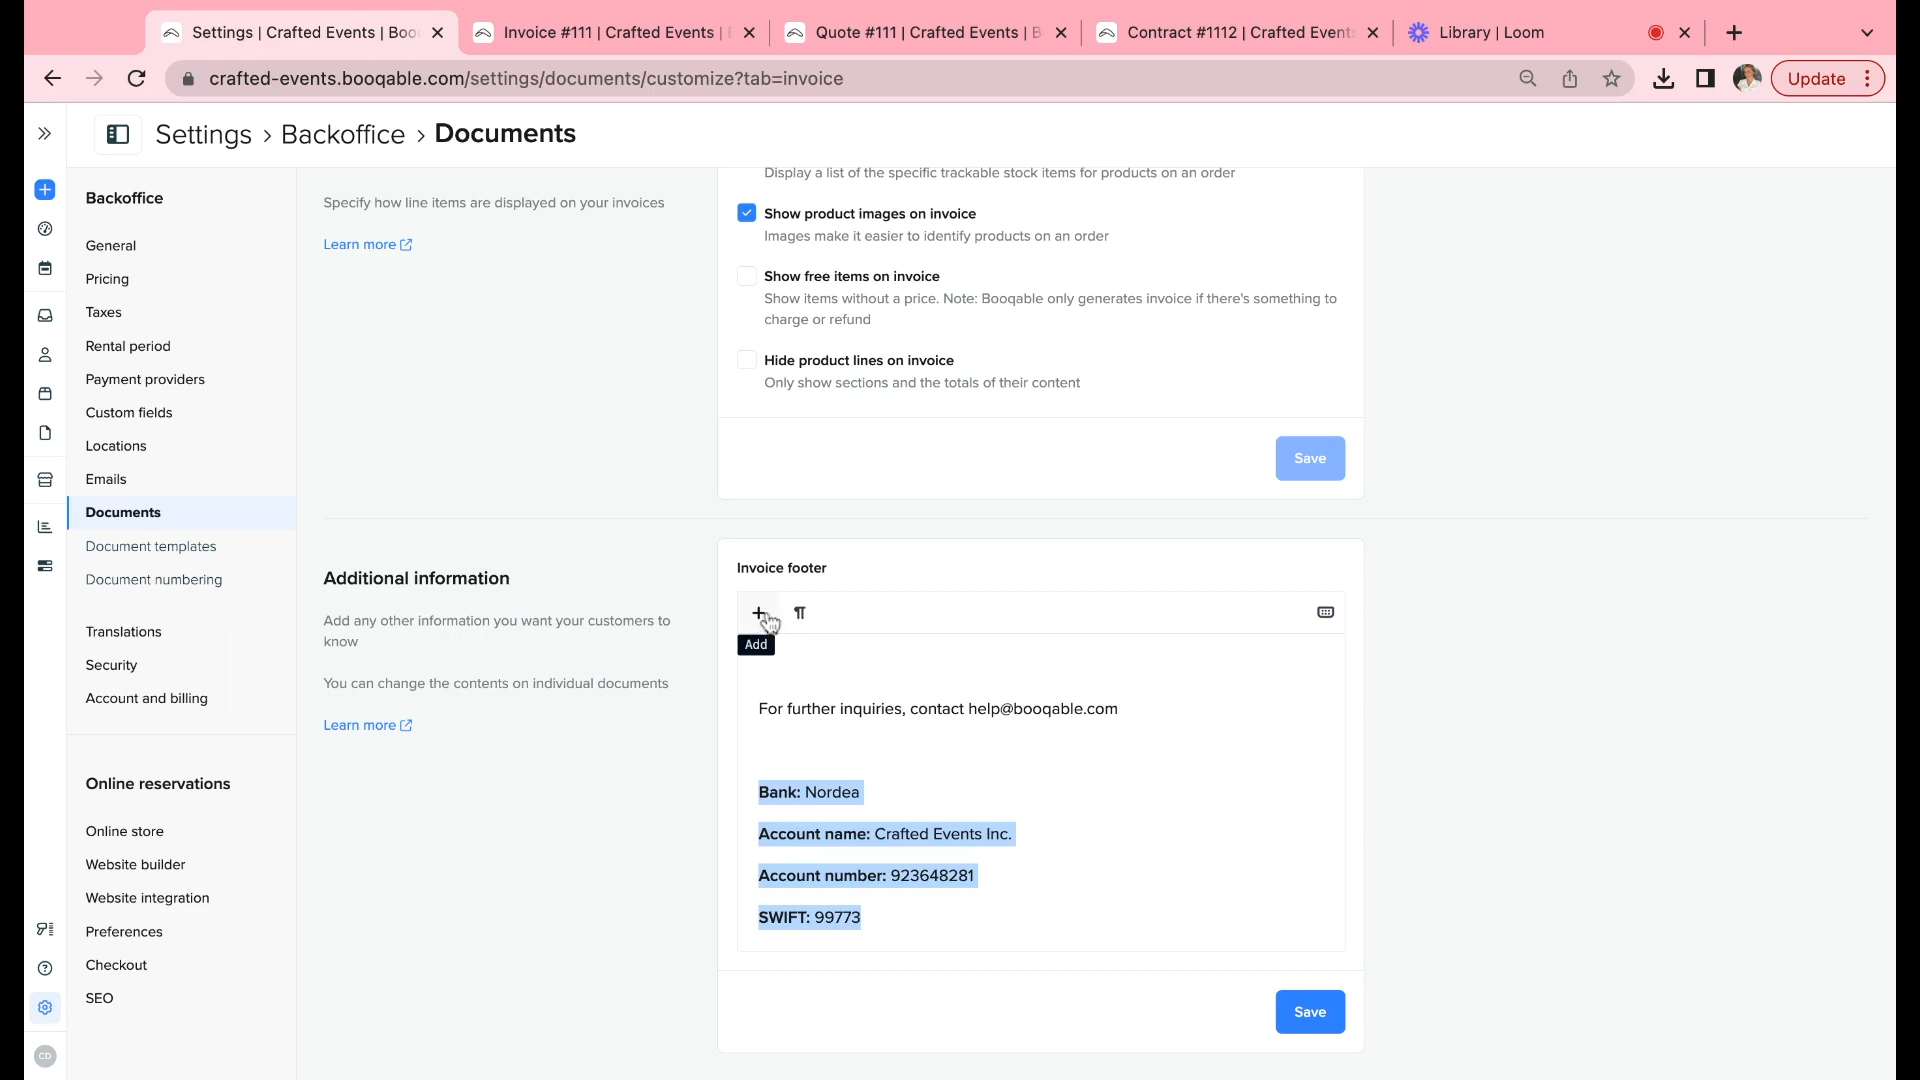 Settings | Crafted Events | Boo
Invoice #111 | Crafted Events |
Quote #111 | Crafted Events | B
Contract #1112 | Crafted Events
Library | Loom
crafted-events.booqable.com/settings/documents/customize?tab=invoice
Update
Settings › Backoffice › Documents
Backoffice
General
Pricing
Taxes
Rental period
Payment providers
Custom fields
Locations
Emails
Documents
Document templates
Document numbering
Translations
Security
Account and billing
Online reservations
Online store
Website builder
Website integration
Preferences
Checkout
SEO
CD
Specify how line items are displayed on your invoices
Learn more
Display a list of the specific trackable stock items for products on an order
Show product images on invoice
Images make it easier to identify products on an order
Show free items on invoice
Show items without a price. Note: Booqable only generates invoice if there's something to
charge or refund
Hide product lines on invoice
Only show sections and the totals of their content
Save
Additional information
Add any other information you want your customers to
know
You can change the contents on individual documents
Learn more
Invoice footer
Add
For further inquiries, contact help@booqable.com
Bank: Nordea
Account name: Crafted Events Inc.
Account number: 923648281
SWIFT: 99773
Save